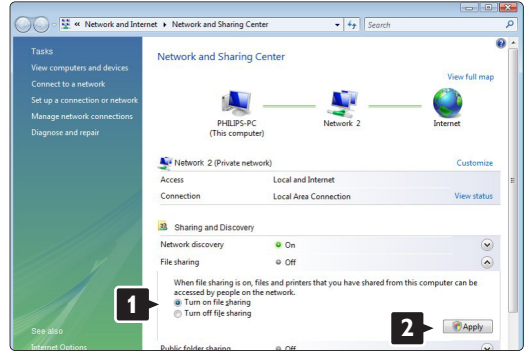 « Network and Internet ▸ Network and Sharing Center
Search
Tasks
View computers and devices
Connect to a network
Set up a connection or network
Manage network connections
Diagnose and repair
See also
Internet Options
Network and Sharing Center
View full map
PHILIPS-PC
(This computer)
Network 2
Internet
Network 2 (Private network)
Customize
Access
Local and Internet
Connection
Local Area Connection
View status
Sharing and Discovery
Network discovery
On
File sharing
Off
When file sharing is on, files and printers that you have shared from this computer can be
accessed by people on the network.
1
Turn on file sharing
Turn off file sharing
2
Apply
Public folder sharing
Off